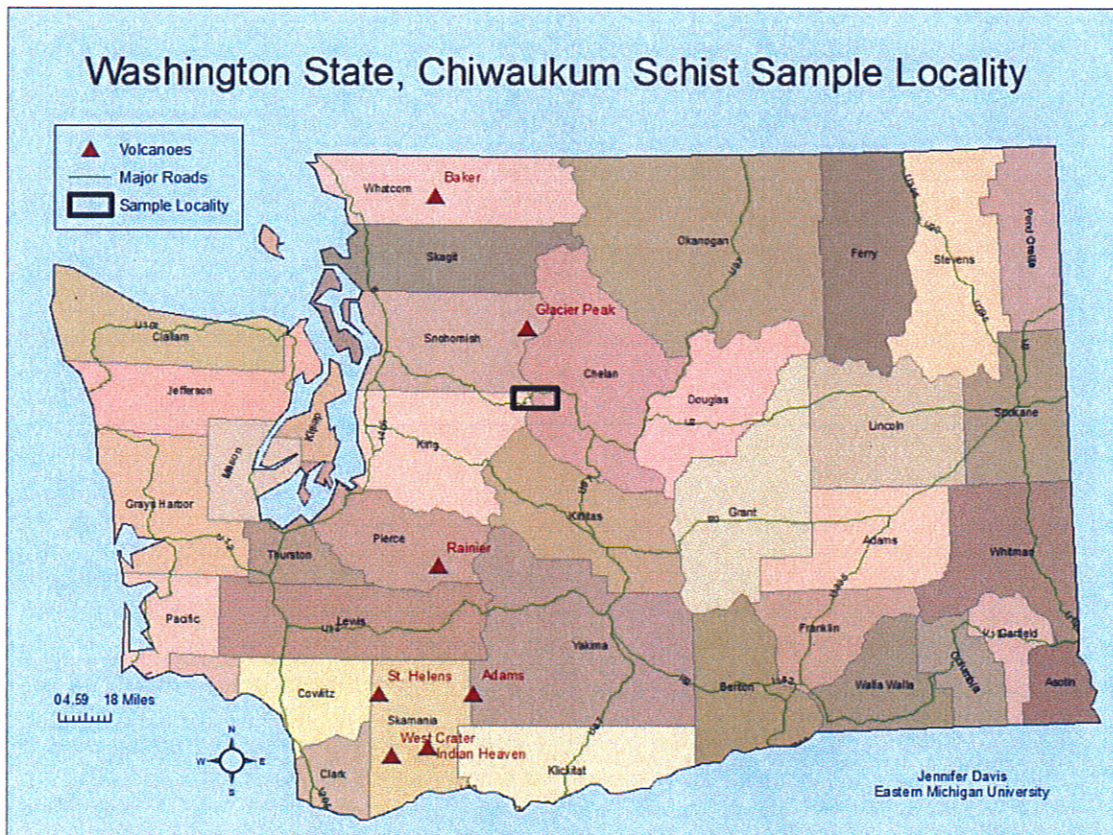 Washington State, Chiwaukum Schist Sample Locality
Volcanoes
Major Roads
Sample Locality
Baker
Whatcom
Skagit
Okanogan
Ferry
Stevens
Pend Oreille
Glacier Peak
Snohomish
Chelan
Clallam
Jefferson
Douglas
Lincoln
Spokane
King
Kitsap
Mason
Grays Harbor
Grant
Kittitas
Adams
Whitman
Pierce
Rainier
Thurston
Pacific
Lewis
Yakima
Franklin
Garfield
Columbia
Walla Walla
Benton
Asotin
Cowlitz
St. Helens
Adams
Skamania
West Crater
Indian Heaven
Clark
Klickitat
04.59 18 Miles
N
W
E
S
Jennifer Davis
Eastern Michigan University